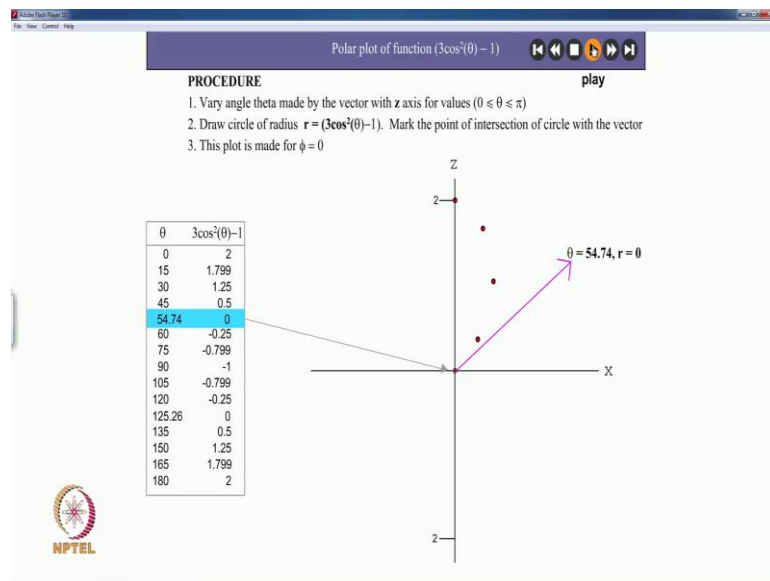 Adobe Flash Player 10
File View Control Help
Polar plot of function (3cos²(θ) − 1)
play
PROCEDURE
1. Vary angle theta made by the vector with z axis for values (0 ≤ θ ≤ π)
2. Draw circle of radius r = (3cos²(θ)−1). Mark the point of intersection of circle with the vector
3. This plot is made for ϕ = 0
Z
2
θ = 54.74, r = 0
X
2
θ 3cos²(θ)−1
0 2
15 1.799
30 1.25
45 0.5
54.74 0
60 -0.25
75 -0.799
90 -1
105 -0.799
120 -0.25
125.26 0
135 0.5
150 1.25
165 1.799
180 2
NPTEL